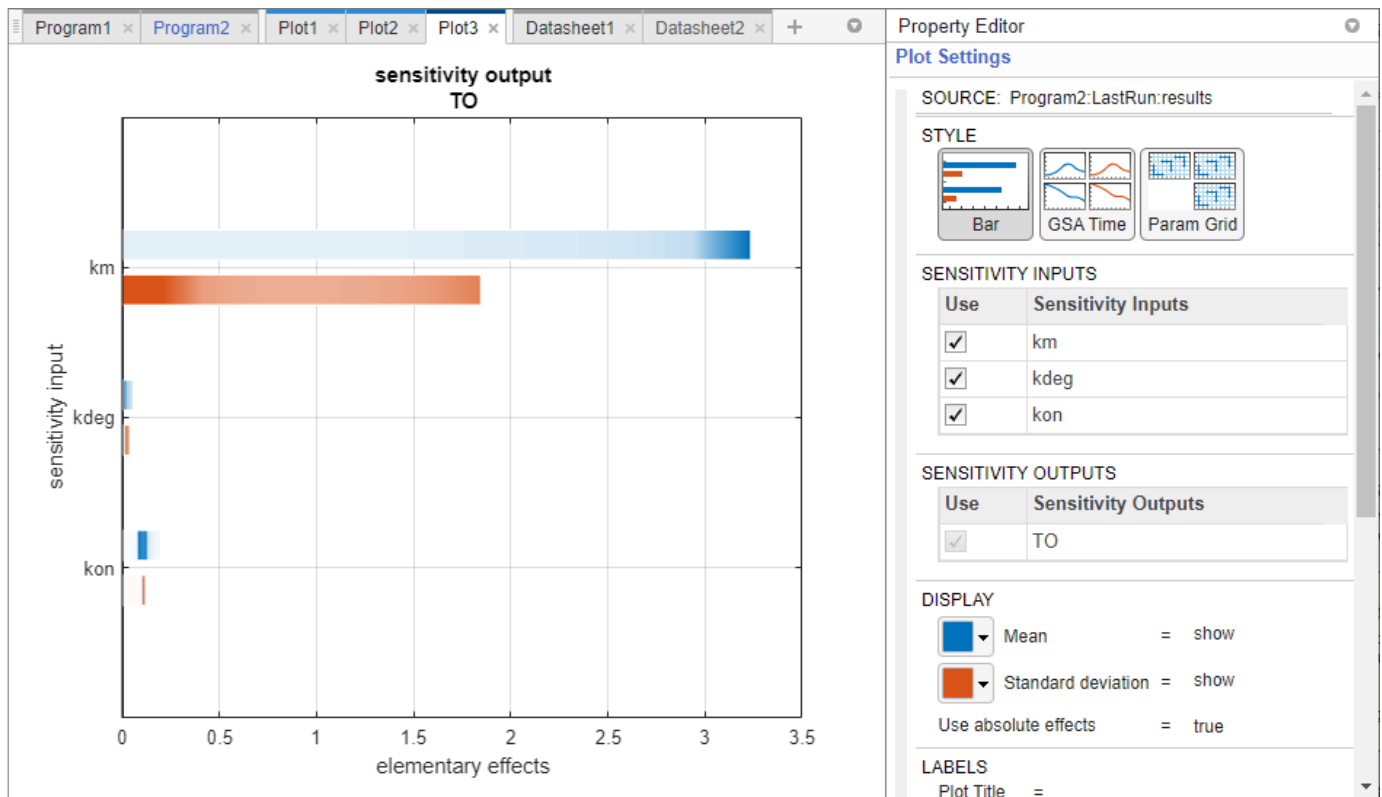 Program1 × Program2 × Plot1 × Plot2 × Plot3 × Datasheet1 × Datasheet2 × +
sensitivity output
TO
km
kdeg
kon
sensitivity input
0 0.5 1 1.5 2 2.5 3 3.5
elementary effects
Property Editor
Plot Settings
SOURCE: Program2:LastRun:results
STYLE
Bar GSA Time Param Grid
SENSITIVITY INPUTS
Use Sensitivity Inputs
km
kdeg
kon
SENSITIVITY OUTPUTS
Use Sensitivity Outputs
TO
DISPLAY
Mean = show
Standard deviation = show
Use absolute effects = true
LABELS
Plot Title =